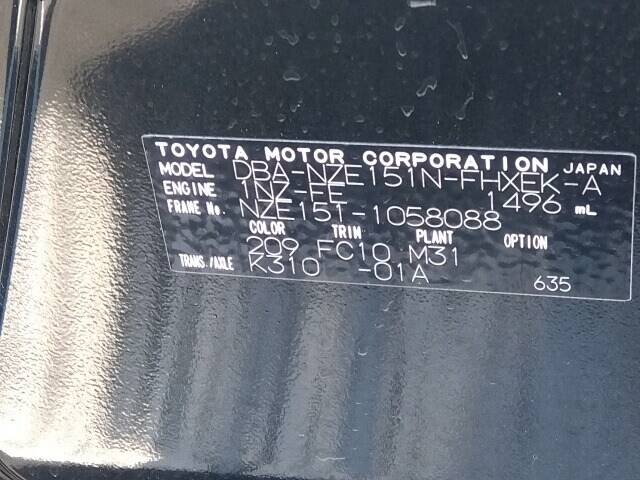 TOYOTA MOTOR CORPORATION JAPAN
MODEL DBA-NZE151N-FHXEK-A
ENGINE 1NZ-FE 1496 mL
FRAME No. NZE151-1058088
COLOR TRIM PLANT OPTION
209 FC10 M31
TRANS./AXLE K310 -01A
635